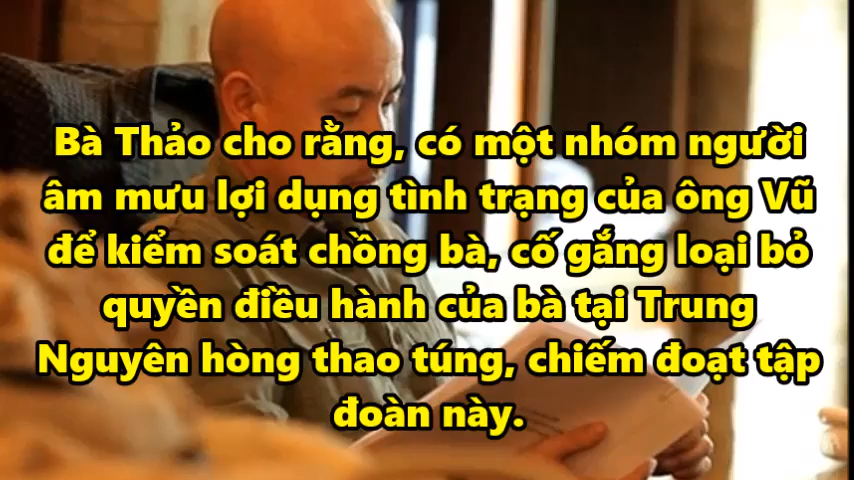 Bà Thảo cho rằng, có một nhóm người
âm mưu lợi dụng tình trạng của ông Vũ
để kiểm soát chồng bà, cố gắng loại bỏ
quyền điều hành của bà tại Trung
Nguyên hòng thao túng, chiếm đoạt tập
đoàn này.